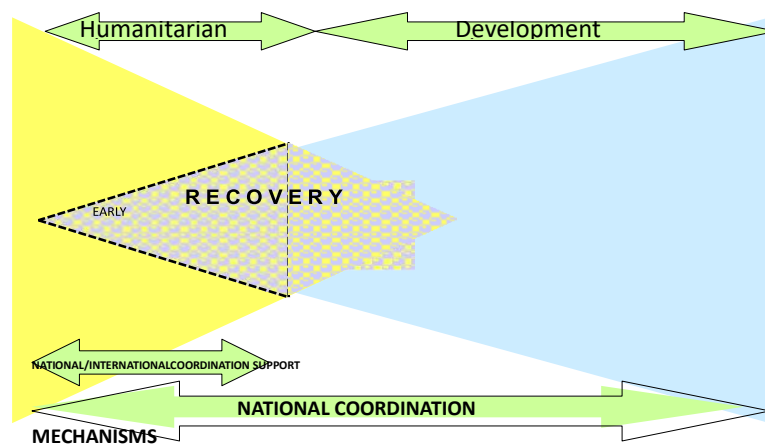 Humanitarian
Development
RECOVERY
EARLY
NATIONAL/INTERNATIONALCOORDINATION SUPPORT
NATIONAL COORDINATION
MECHANISMS